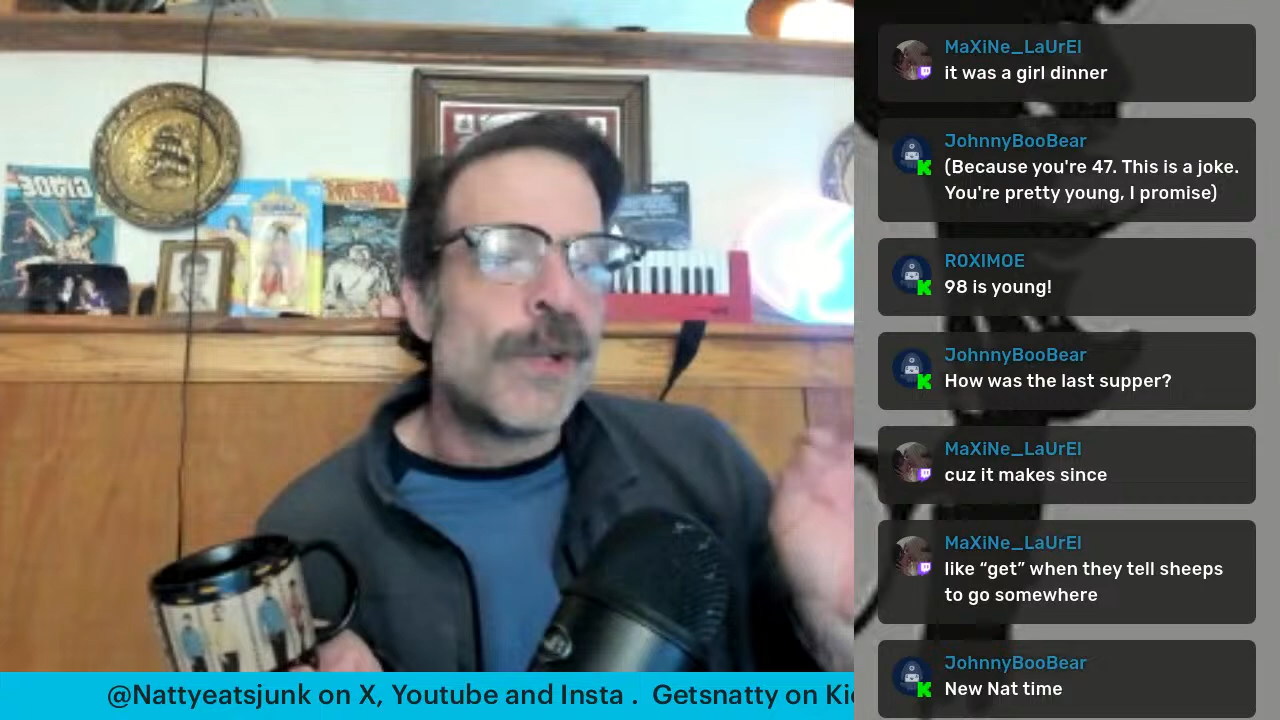 MaXiNe_LaUrEl
it was a girl dinner
JohnnyBooBear
(Because you're 47. This is a joke.
You're pretty young, I promise)
R0XIMOE
98 is young!
JohnnyBooBear
How was the last supper?
MaXiNe_LaUrEl
cuz it makes since
MaXiNe_LaUrEl
like “get” when they tell sheeps
to go somewhere
JohnnyBooBear
New Nat time
@Nattyeatsjunk on X, Youtube and Insta . Getsnatty on Kic